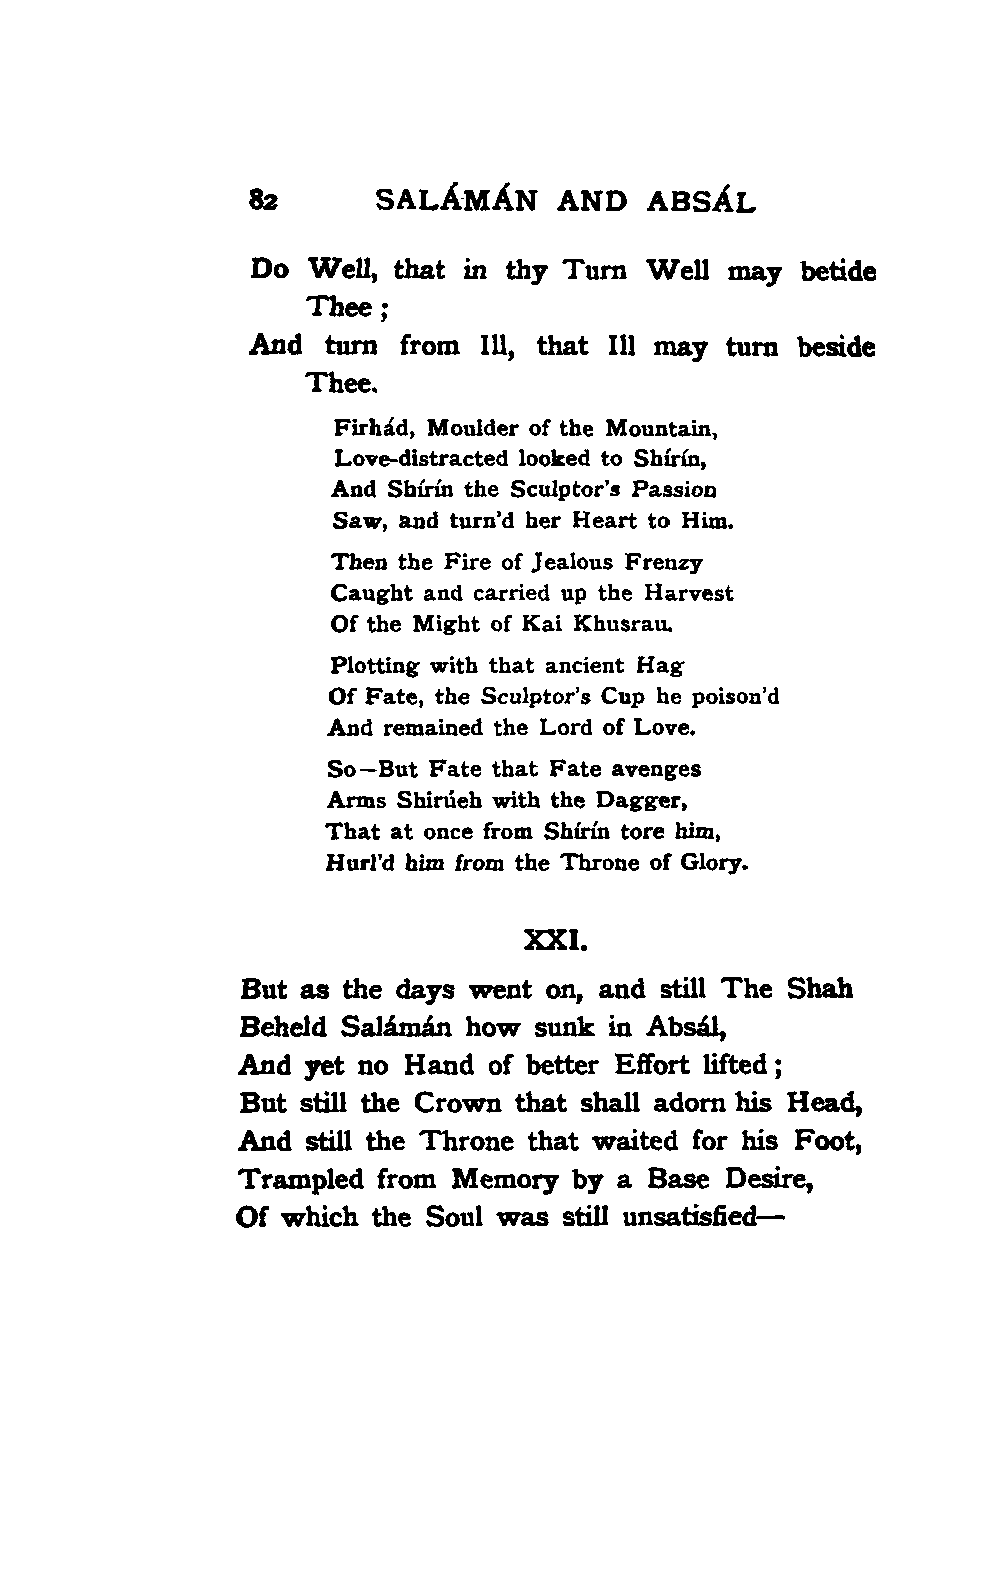 82 SALÁMÁN AND ABSÁL
Do Well, that in thy Turn Well may betide
Thee ;
And turn from Ill, that Ill may turn beside
Thee.
Firhád, Moulder of the Mountain,
Love-distracted looked to Shírín,
And Shírín the Sculptor's Passion
Saw, and turn'd her Heart to Him.
Then the Fire of Jealous Frenzy
Caught and carried up the Harvest
Of the Might of Kai Khusrau.
Plotting with that ancient Hag
Of Fate, the Sculptor's Cup he poison'd
And remained the Lord of Love.
So—But Fate that Fate avenges
Arms Shirúeh with the Dagger,
That at once from Shírín tore him,
Hurl'd him from the Throne of Glory.
XXI.
But as the days went on, and still The Shah
Beheld Salámán how sunk in Absál,
And yet no Hand of better Effort lifted ;
But still the Crown that shall adorn his Head,
And still the Throne that waited for his Foot,
Trampled from Memory by a Base Desire,
Of which the Soul was still unsatisfied—